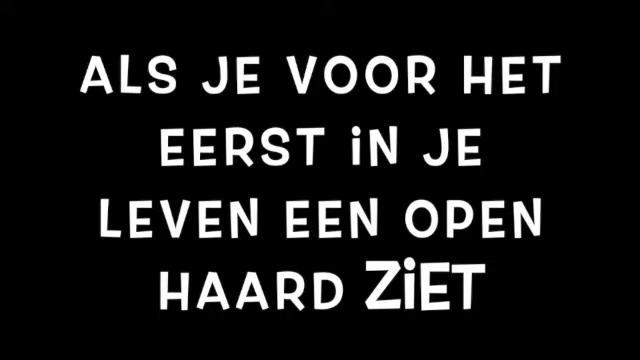 ALS JE VOOR HET
EERST iN JE
LEVEN EEN OPEN
HAARD ZiET